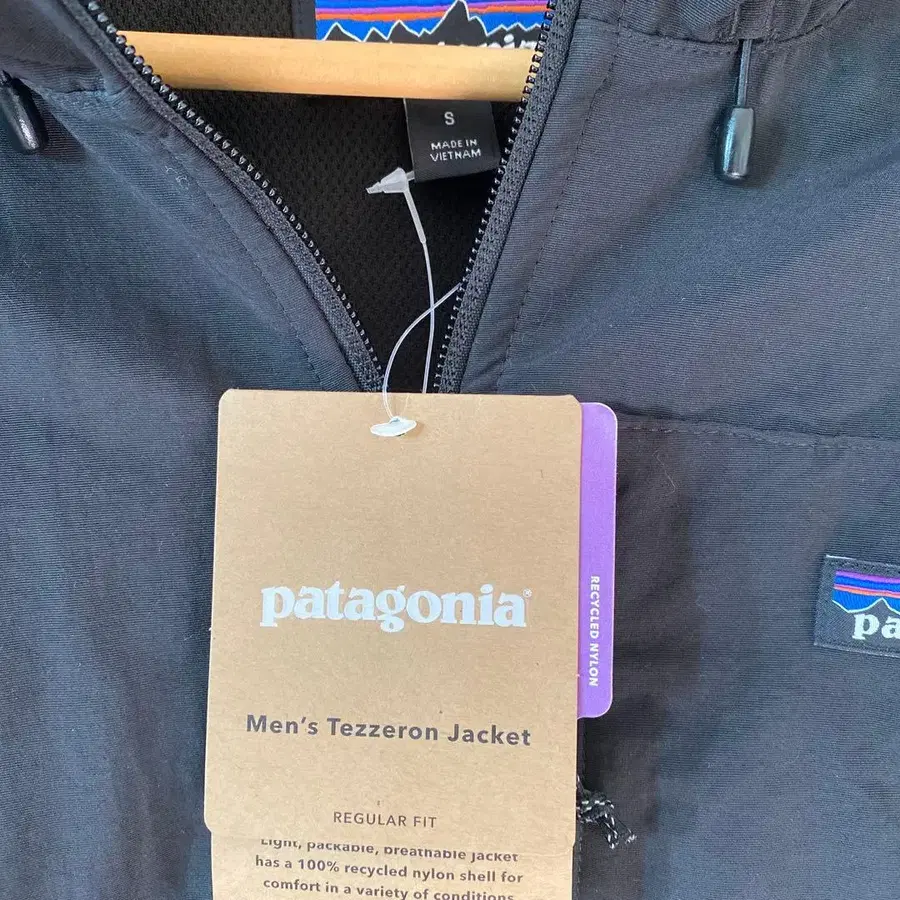 S
MADE IN
VIETNAM
patagonia®
RECYCLED NYLON
pa
Men's Tezzeron Jacket
REGULAR FIT
Light, packable, breathable jacket
has a 100% recycled nylon shell for
comfort in a variety of conditions